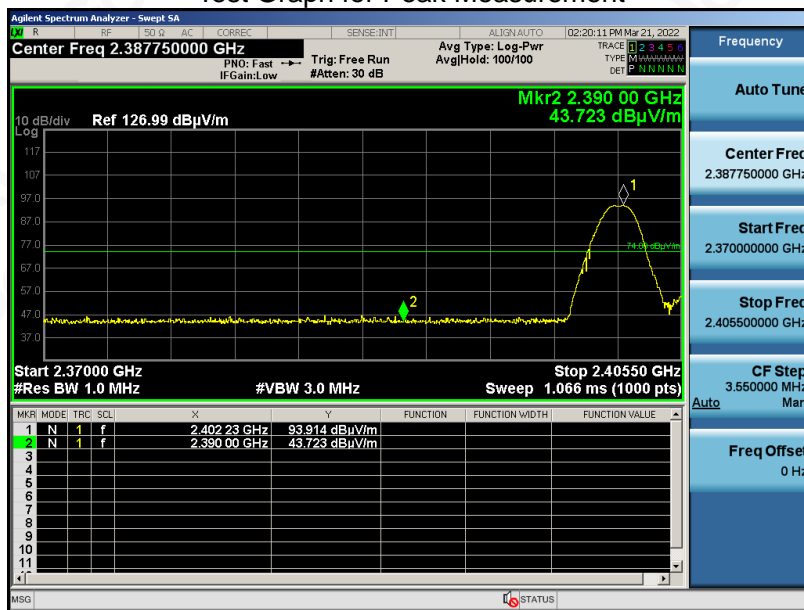 Test Graph for Peak Measurement
Agilent Spectrum Analyzer - Swept SA
LXI R RF 50 Ω AC CORREC SENSE:INT ALIGN AUTO 02:20:11 PM Mar 21, 2022
Center Freq 2.387750000 GHz
PNO: Fast Trig: Free Run
IFGain:Low #Atten: 30 dB
Avg Type: Log-Pwr
Avg|Hold: 100/100
TRACE 1 2 3 4 5 6
TYPE M
DET P N N N N N
Mkr2 2.390 00 GHz
43.723 dBµV/m
10 dB/div Ref 126.99 dBµV/m
Log
117
107
97.0
87.0
77.0
67.0
57.0
47.0
37.0
1
2
74.00 dBµV/m
Start 2.37000 GHz Stop 2.40550 GHz
#Res BW 1.0 MHz #VBW 3.0 MHz Sweep 1.066 ms (1000 pts)
MKR MODE TRC SCL X Y FUNCTION FUNCTION WIDTH FUNCTION VALUE
1 N 1 f 2.402 23 GHz 93.914 dBµV/m
2 N 1 f 2.390 00 GHz 43.723 dBµV/m
3
4
5
6
7
8
9
10
11
MSG STATUS
Frequency
Auto Tune
Center Freq
2.387750000 GHz
Start Freq
2.370000000 GHz
Stop Freq
2.405500000 GHz
CF Step
3.550000 MHz
Auto Man
Freq Offset
0 Hz